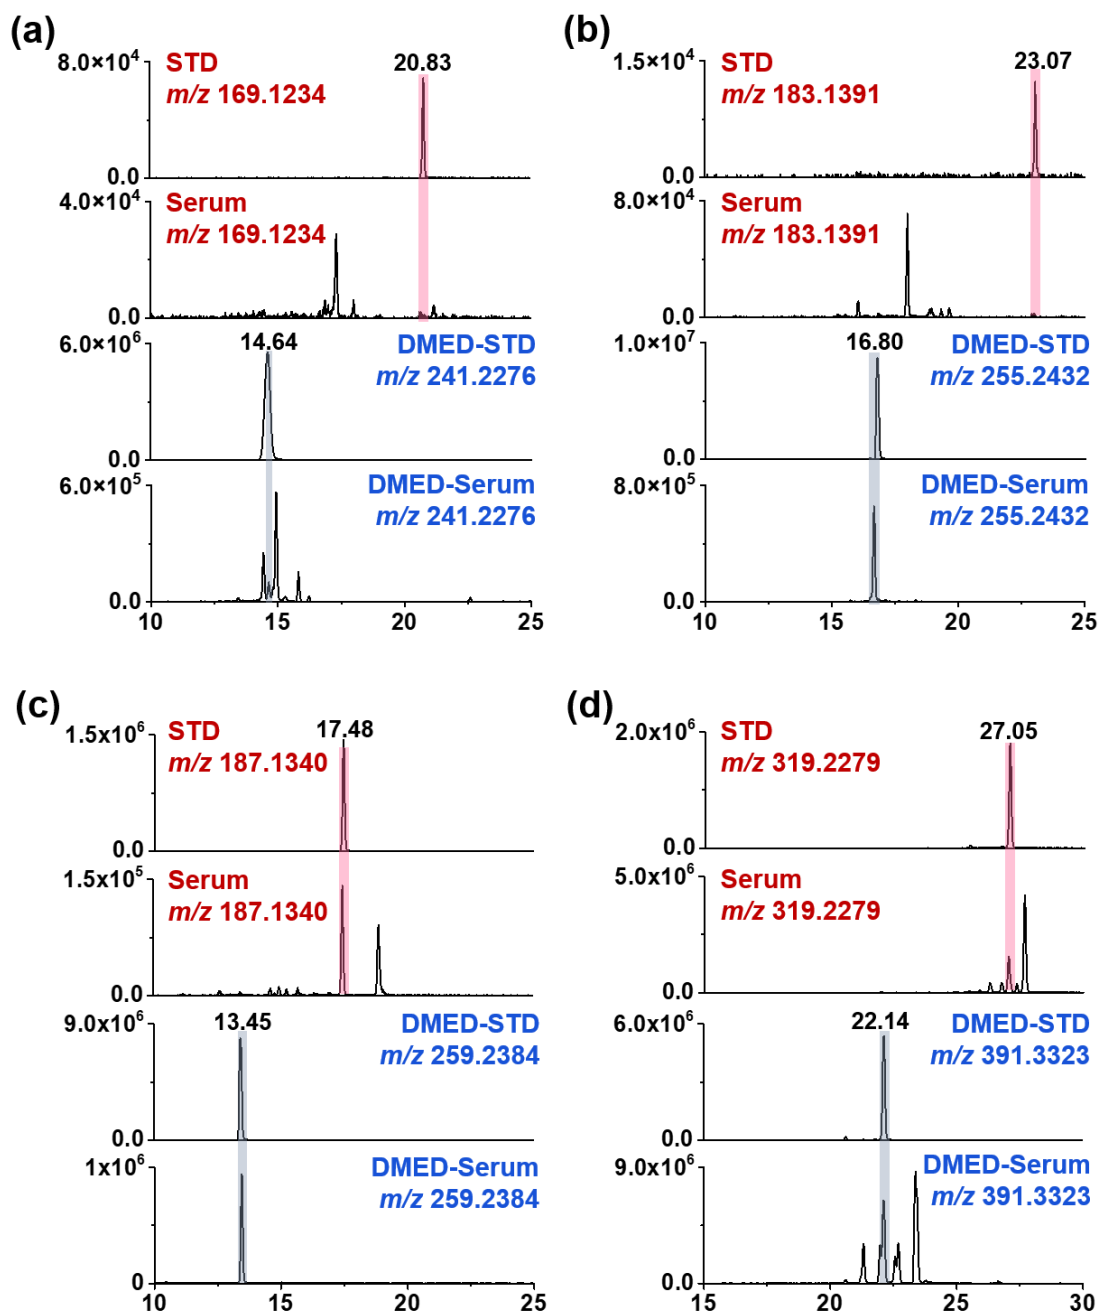 (a)
8.0×10⁴
STD
m/z 169.1234
20.83
0.0
4.0×10⁴
Serum
m/z 169.1234
0.0
6.0×10⁶
14.64
DMED-STD
m/z 241.2276
0.0
6.0×10⁵
DMED-Serum
m/z 241.2276
0.0
10 15 20 25
(b)
1.5×10⁴
STD
m/z 183.1391
23.07
0.0
8.0×10⁴
Serum
m/z 183.1391
0.0
1.0×10⁷
16.80
DMED-STD
m/z 255.2432
0.0
8.0×10⁵
DMED-Serum
m/z 255.2432
0.0
10 15 20 25
(c)
1.5x10⁶
STD
m/z 187.1340
17.48
0.0
1.5x10⁵
Serum
m/z 187.1340
0.0
9.0x10⁶
13.45
DMED-STD
m/z 259.2384
0.0
1x10⁶
DMED-Serum
m/z 259.2384
0.0
10 15 20 25
(d)
2.0x10⁶
STD
m/z 319.2279
27.05
0.0
5.0x10⁶
Serum
m/z 319.2279
0.0
6.0x10⁶
22.14
DMED-STD
m/z 391.3323
0.0
9.0x10⁶
DMED-Serum
m/z 391.3323
0.0
15 20 25 30